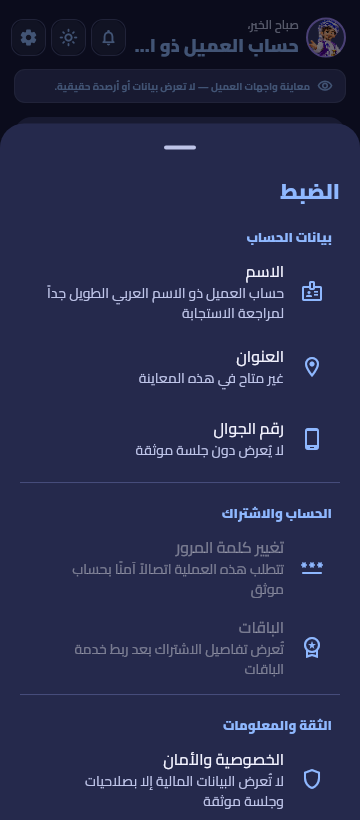 صباح الخير،
حساب العميل ذو ا...
معاينة واجهات العميل — لا تعرض بيانات أو أرصدة حقيقية.
الضبط
بيانات الحساب
الاسم
حساب العميل ذو الاسم العربي الطويل جداً
لمراجعة الاستجابة
العنوان
غير متاح في هذه المعاينة
رقم الجوال
لا يُعرض دون جلسة موثقة
الحساب والاشتراك
تغيير كلمة المرور
تتطلب هذه العملية اتصالاً آمنًا بحساب
موثق
الباقات
تُعرض تفاصيل الاشتراك بعد ربط خدمة
الباقات
الثقة والمعلومات
الخصوصية والأمان
لا تُعرض البيانات المالية إلا بصلاحيات
وجلسة موثقة